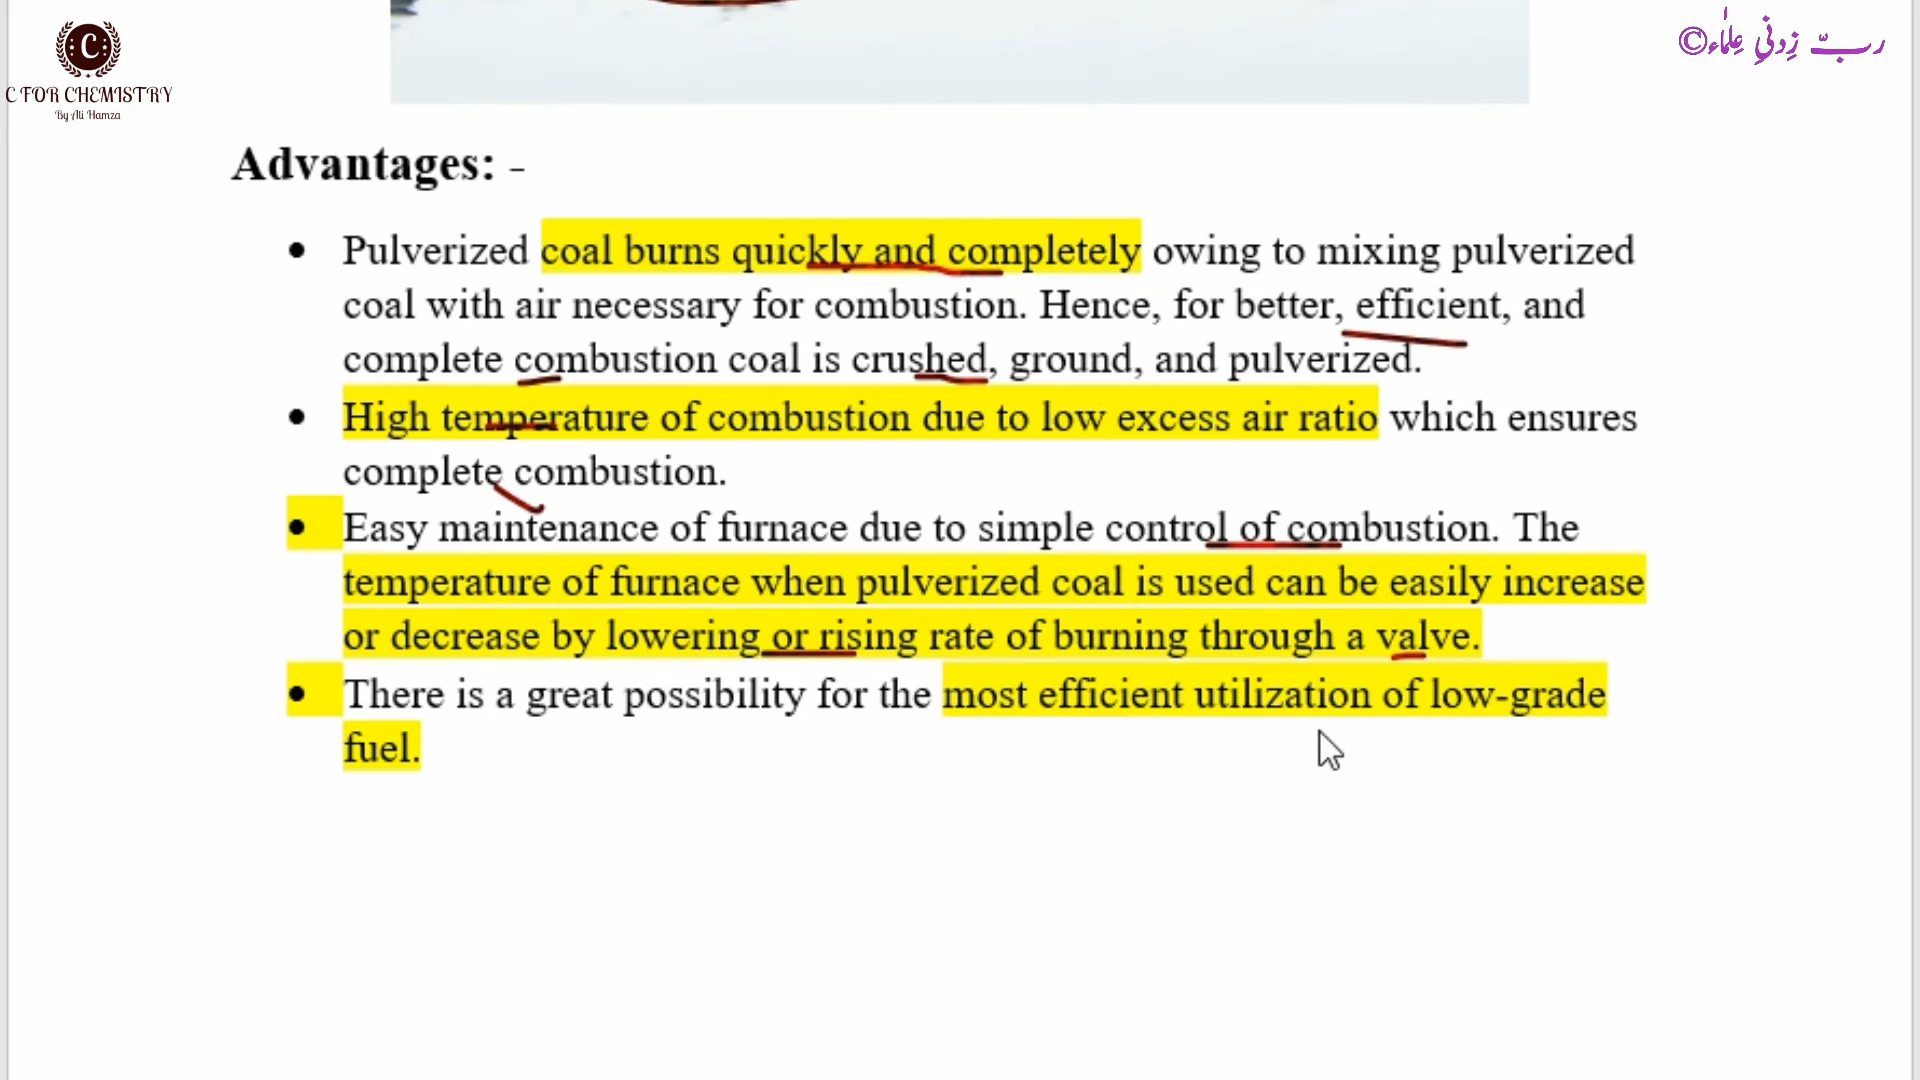 C
C FOR CHEMISTRY
By Ali Hamza
ربّ زِدنِي عِلمٰاء©
Advantages: -
• Pulverized coal burns quickly and completely owing to mixing pulverized
coal with air necessary for combustion. Hence, for better, efficient, and
complete combustion coal is crushed, ground, and pulverized.
• High temperature of combustion due to low excess air ratio which ensures
complete combustion.
• Easy maintenance of furnace due to simple control of combustion. The
temperature of furnace when pulverized coal is used can be easily increase
or decrease by lowering or rising rate of burning through a valve.
• There is a great possibility for the most efficient utilization of low-grade
fuel.